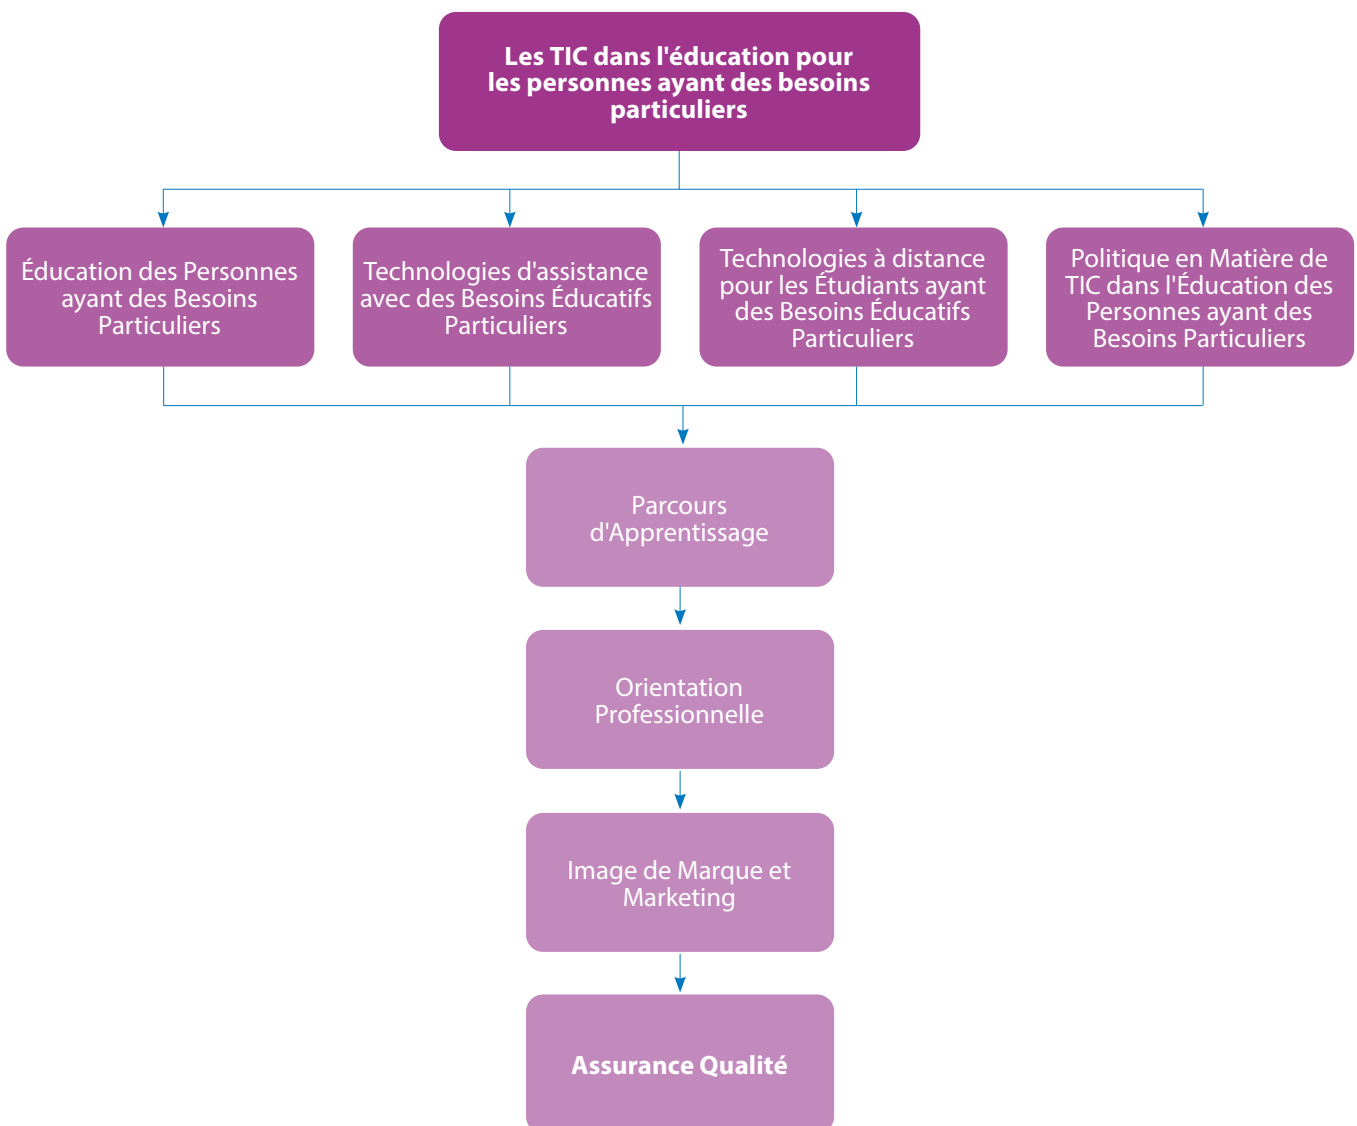 Les TIC dans l'éducation pour
les personnes ayant des besoins
particuliers
Éducation des Personnes
ayant des Besoins
Particuliers
Technologies d'assistance
avec des Besoins Éducatifs
Particuliers
Technologies à distance
pour les Étudiants ayant
des Besoins Éducatifs
Particuliers
Politique en Matière de
TIC dans l'Éducation des
Personnes ayant des
Besoins Particuliers
Parcours
d'Apprentissage
Orientation
Professionnelle
Image de Marque et
Marketing
Assurance Qualité